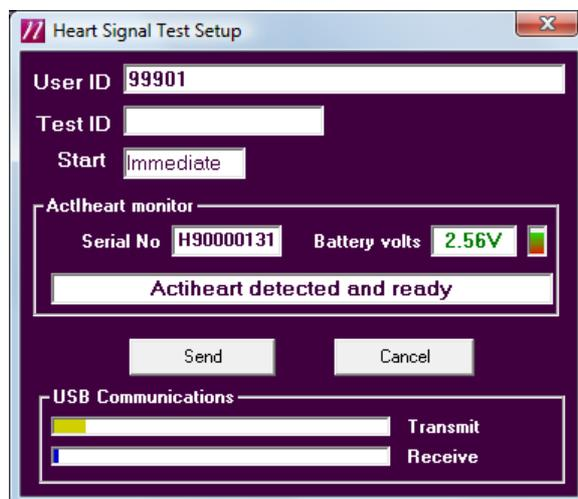 Heart Signal Test Setup
User ID 99901
Test ID
Start Immediate
ActIheart monitor
Serial No H90000131 Battery volts 2.56V
Actiheart detected and ready
Send Cancel
USB Communications
Transmit
Receive